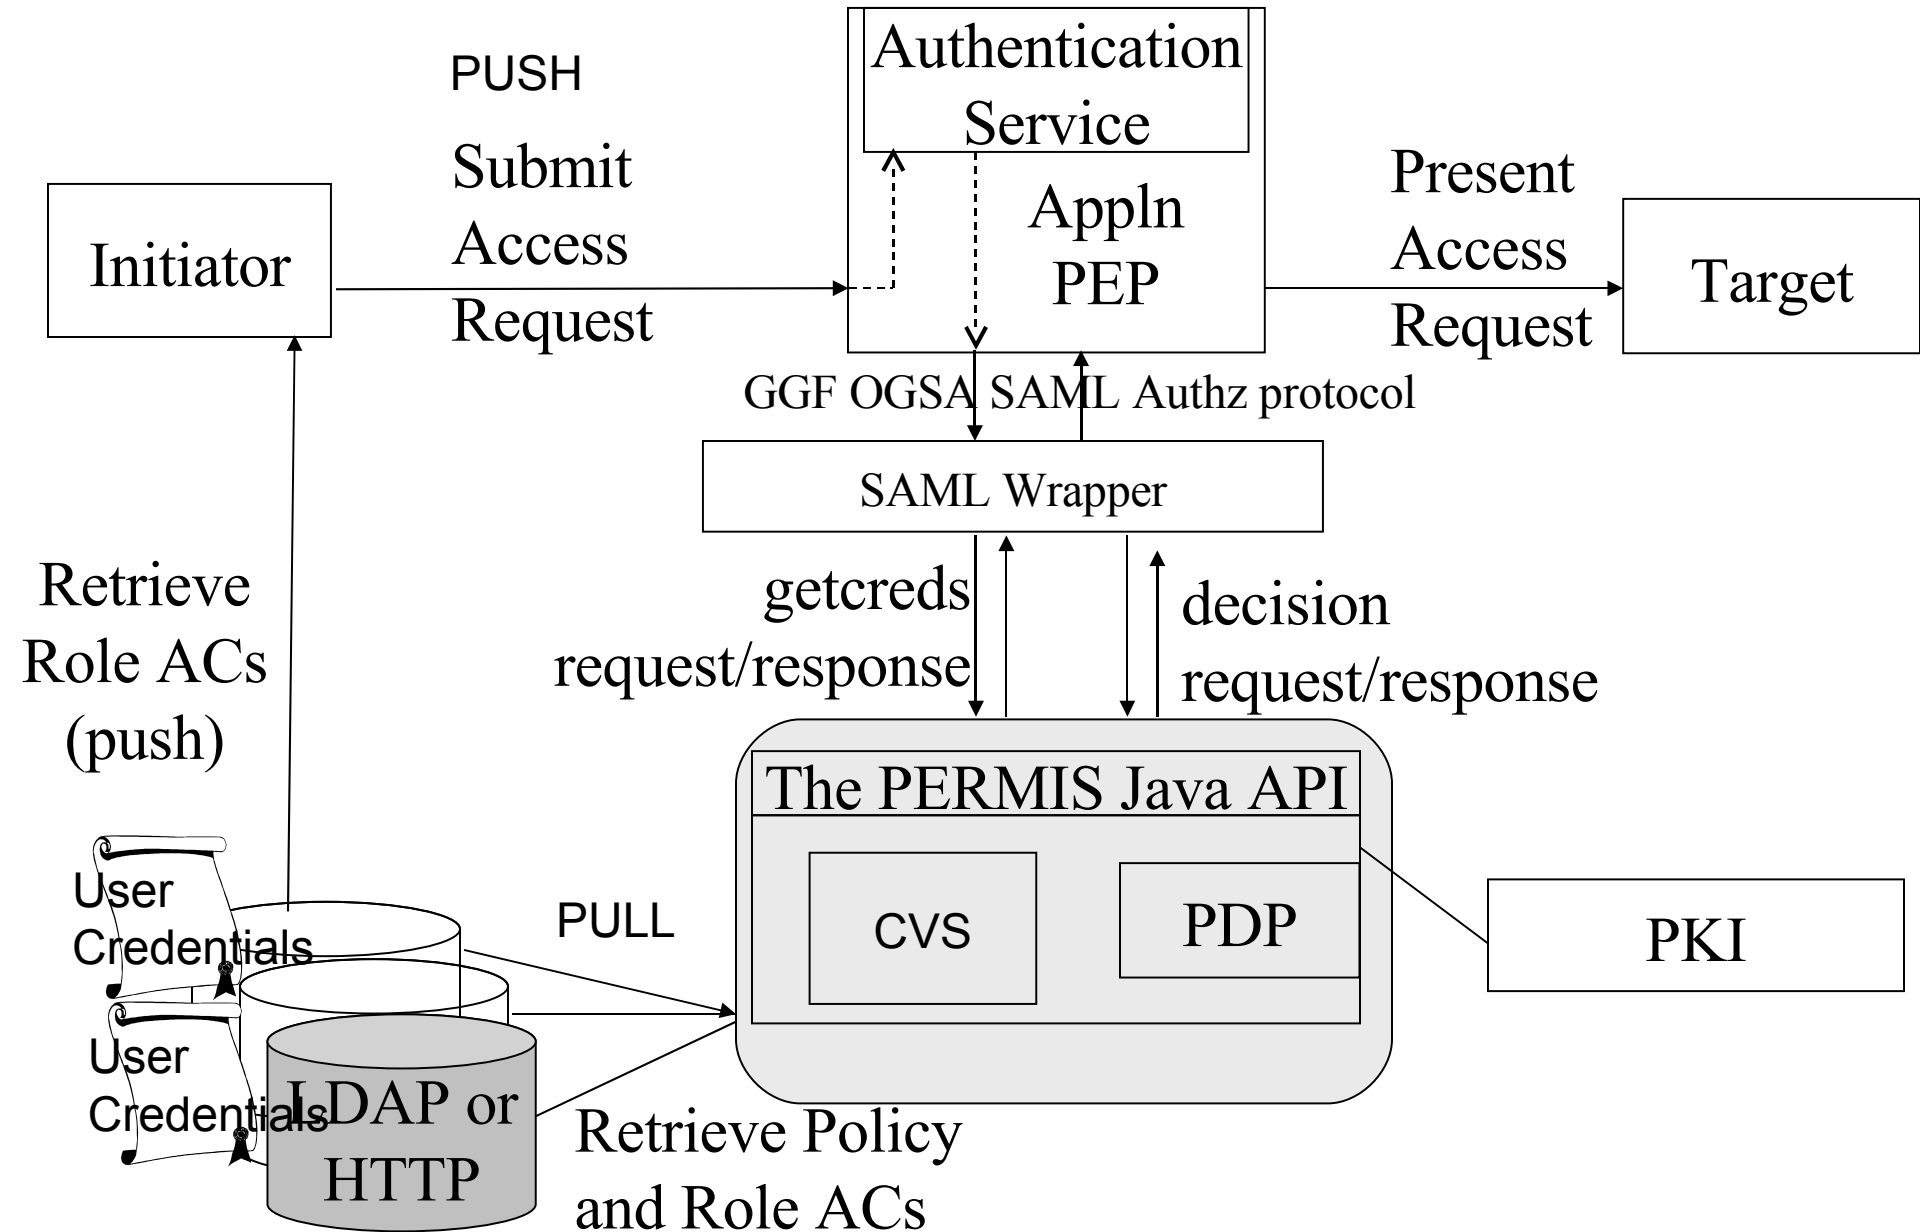 Authentication
Service
PUSH
Submit
Access
Request
Appln
PEP
Present
Access
Request
Initiator
Target
GGF OGSA SAML Authz protocol
SAML Wrapper
Retrieve
Role ACs
(push)
getcreds
request/response
decision
request/response
The PERMIS Java API
CVS
PDP
PKI
User
Credentials
PULL
User
Credentials
LDAP or
HTTP
Retrieve Policy
and Role ACs